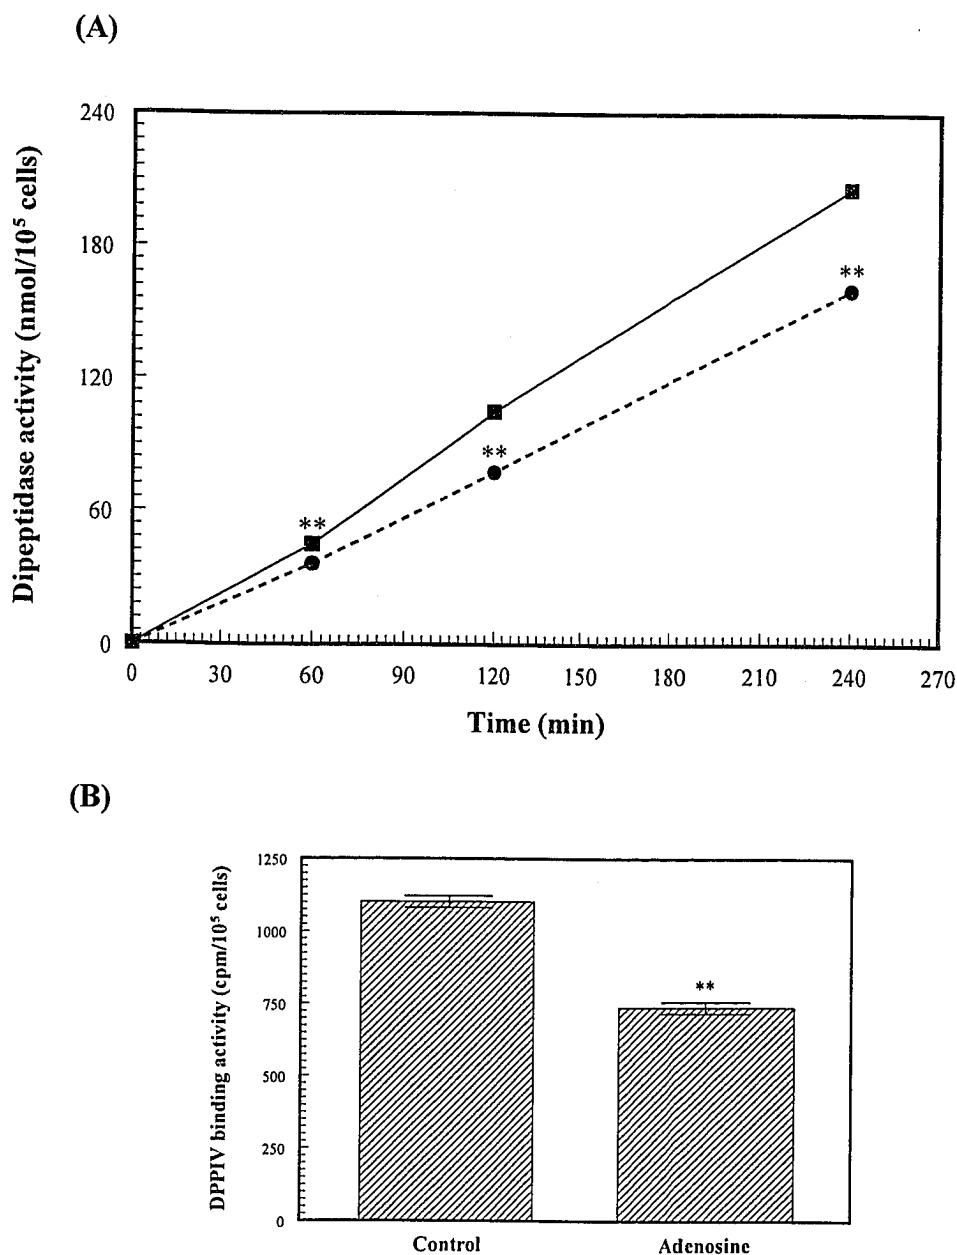 (A)
240
180
120
60
0
Dipeptidase activity (nmol/10⁵ cells)
**
**
**
0 30 60 90 120 150 180 210 240 270
Time (min)
(B)
1250
1000
750
500
250
0
DPPIV binding activity (cpm/10⁵ cells)
**
Control Adenosine